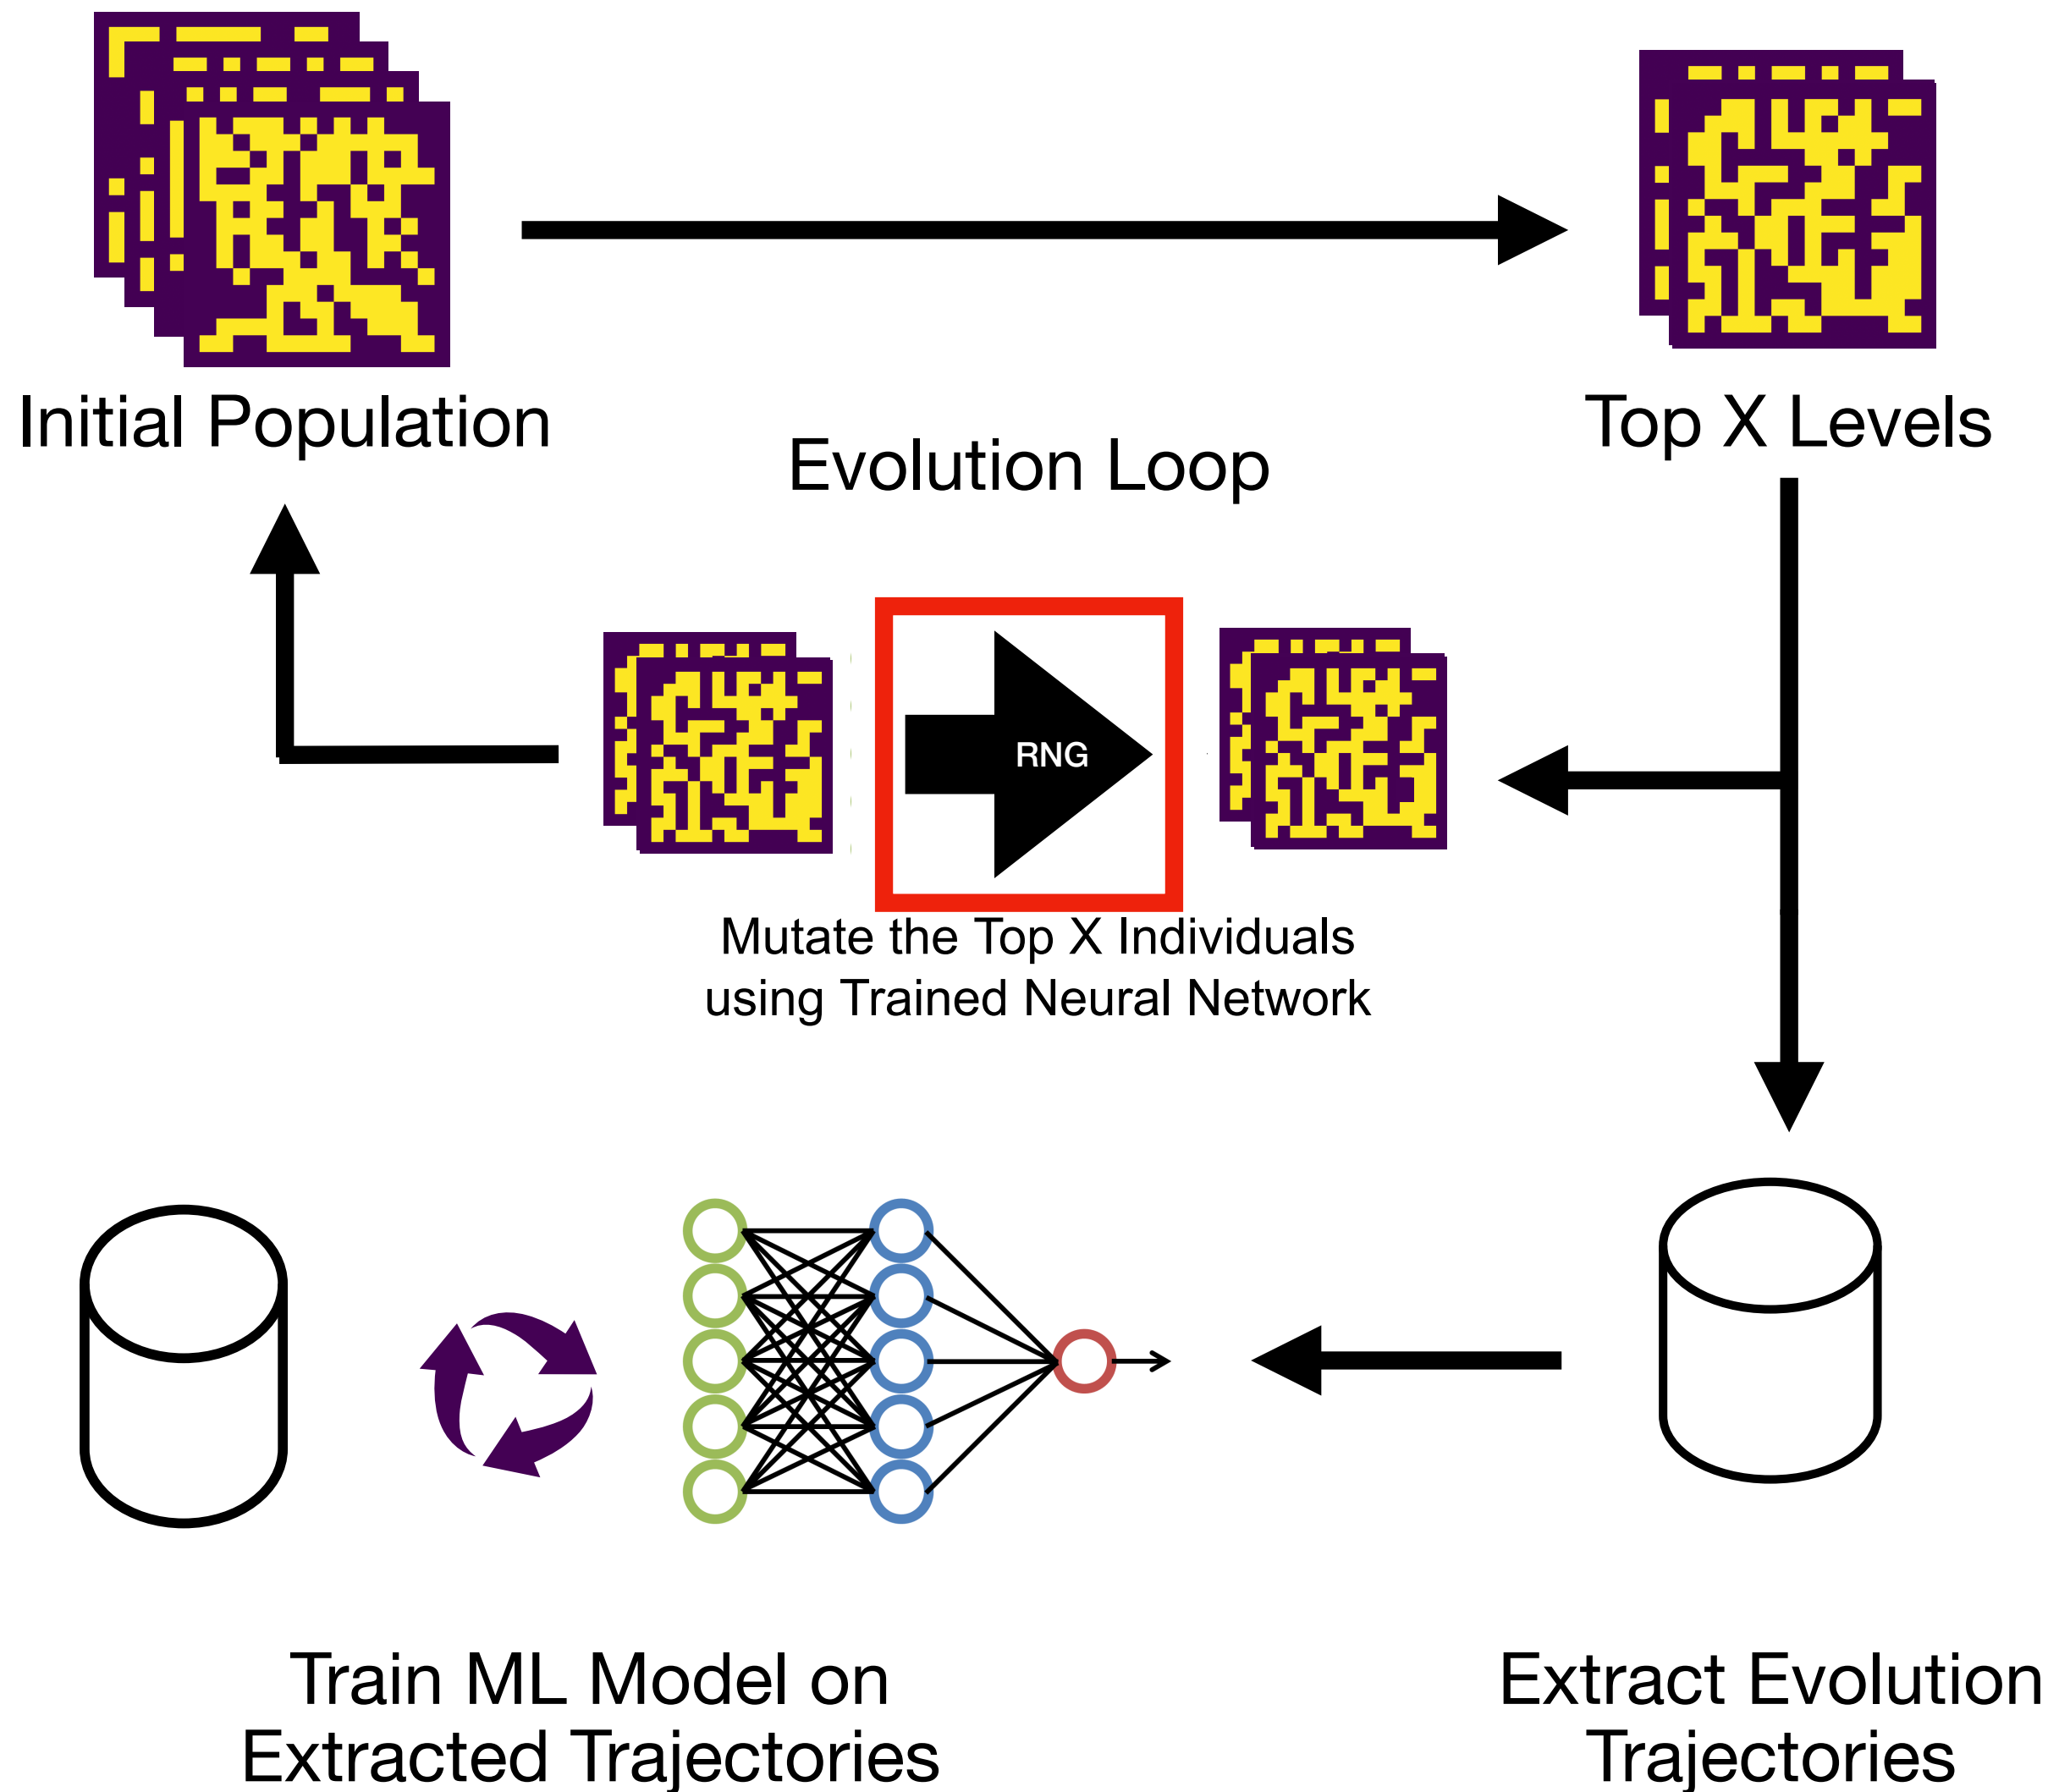 Initial Population
Top X Levels
Evolution Loop
RNG
Mutate the Top X Individuals
using Trained Neural Network
Train ML Model on
Extracted Trajectories
Extract Evolution
Trajectories